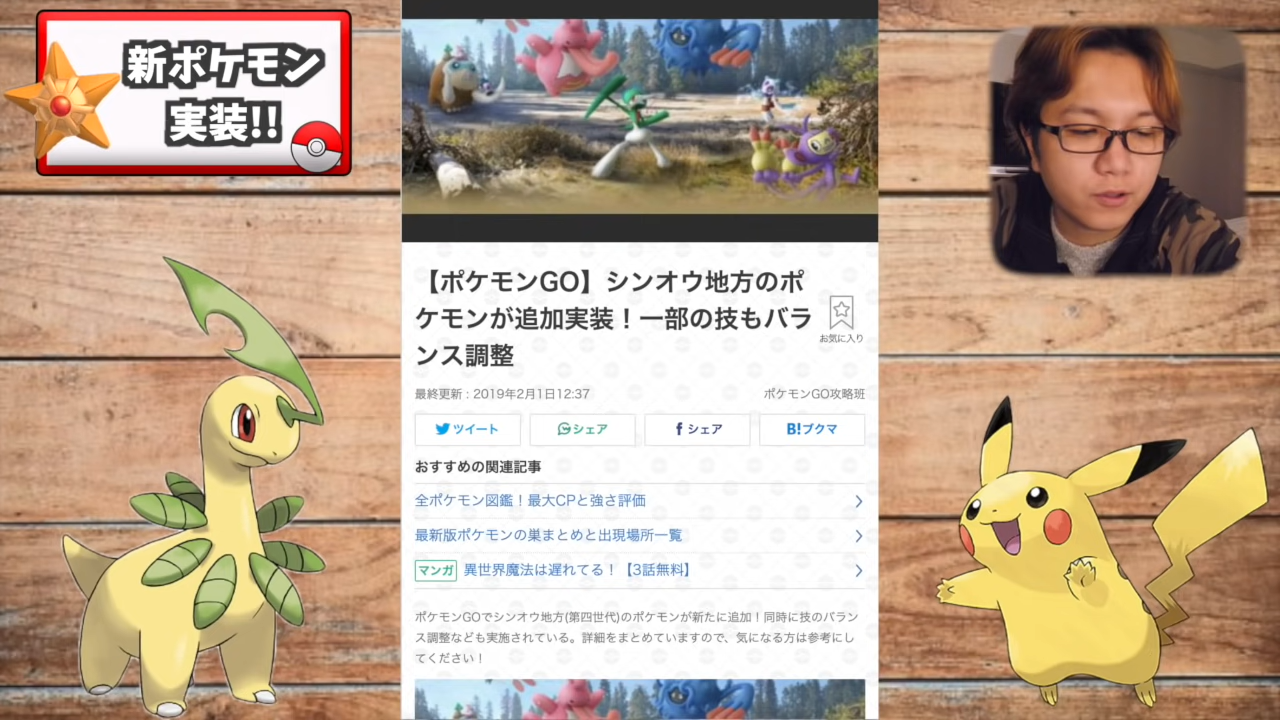 新ポケモン
実装!!
【ポケモンGO】シンオウ地方のポ
ケモンが追加実装！一部の技もバラ
ンス調整
お気に入り
最終更新 : 2019年2月1日12:37
ポケモンGO攻略班
ツイート
シェア
シェア
B!ブクマ
おすすめの関連記事
全ポケモン図鑑！最大CPと強さ評価
最新版ポケモンの巣まとめと出現場所一覧
マンガ 異世界魔法は遅れてる！【3話無料】
ポケモンGOでシンオウ地方(第四世代)のポケモンが新たに追加！同時に技のバラン
ス調整なども実施されている。詳細をまとめていますので、気になる方は参考にし
てください！